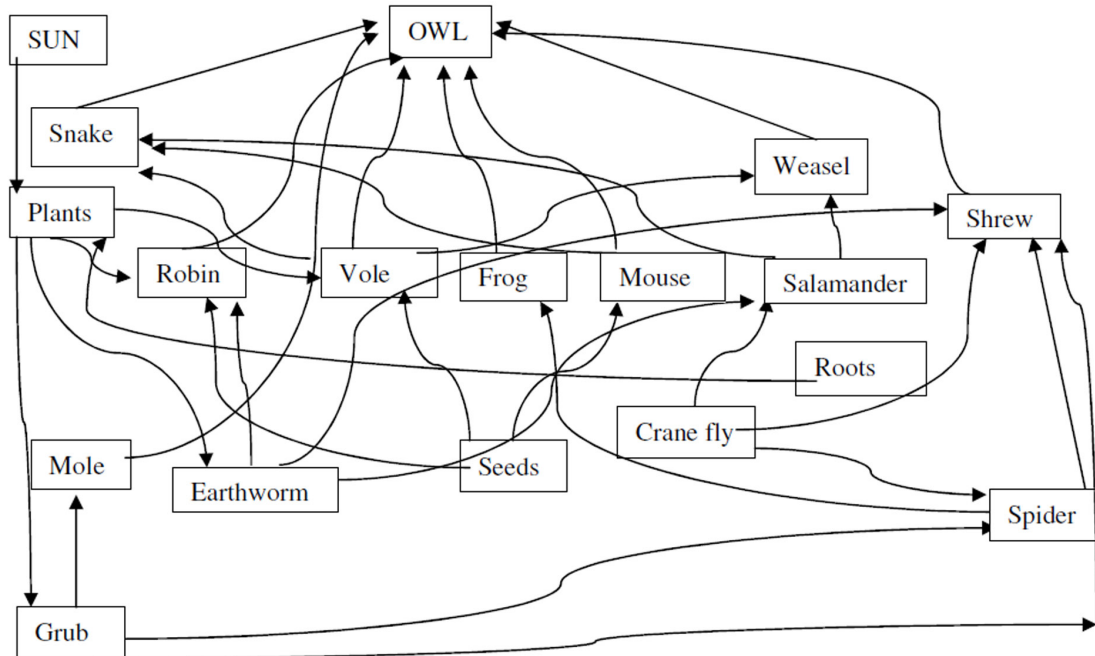 SUN
OWL
Snake
Weasel
Plants
Shrew
Robin
Vole
Frog
Mouse
Salamander
Roots
Crane fly
Mole
Earthworm
Seeds
Spider
Grub